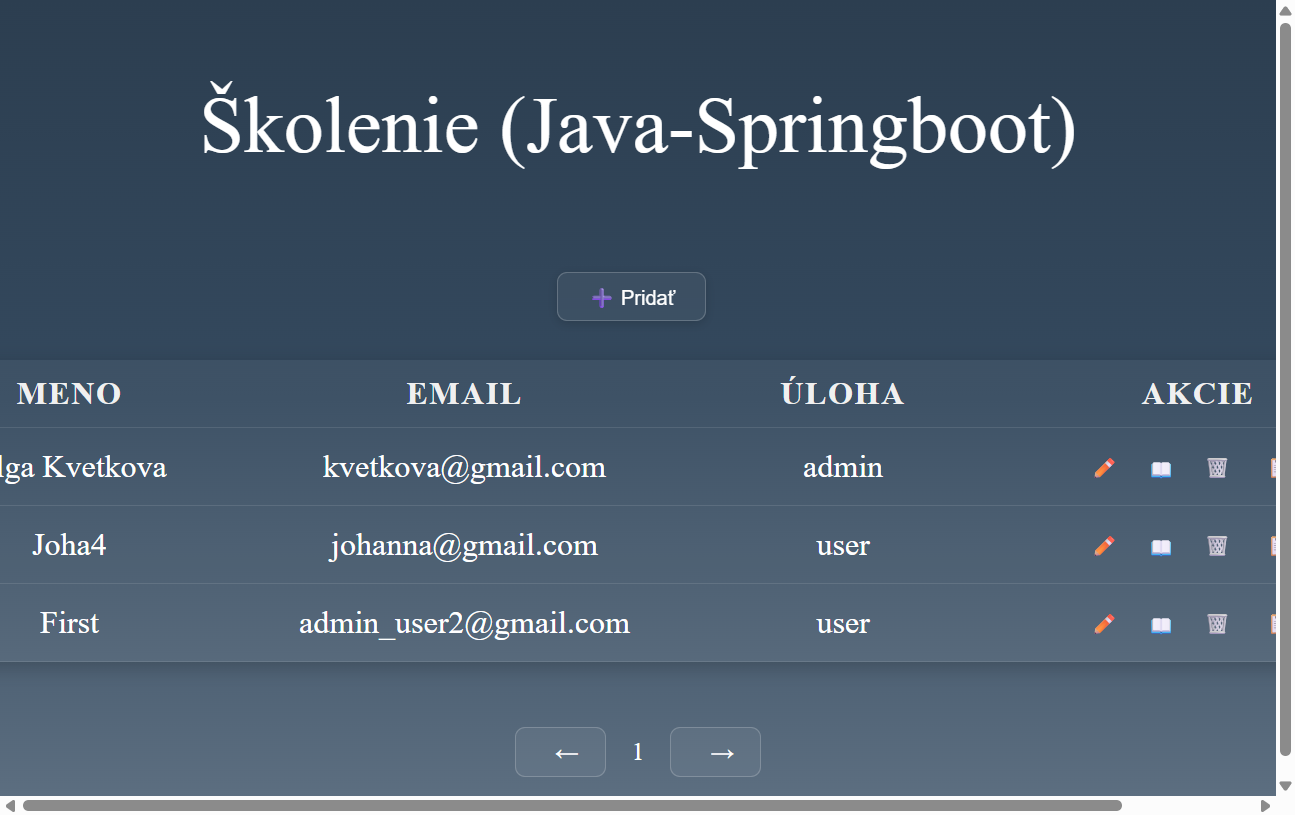 Školenie (Java-Springboot)
Pridať
MENO EMAIL ÚLOHA AKCIE
lga Kvetkova kvetkova@gmail.com admin
Joha4 johanna@gmail.com user
First admin_user2@gmail.com user
← 1 →